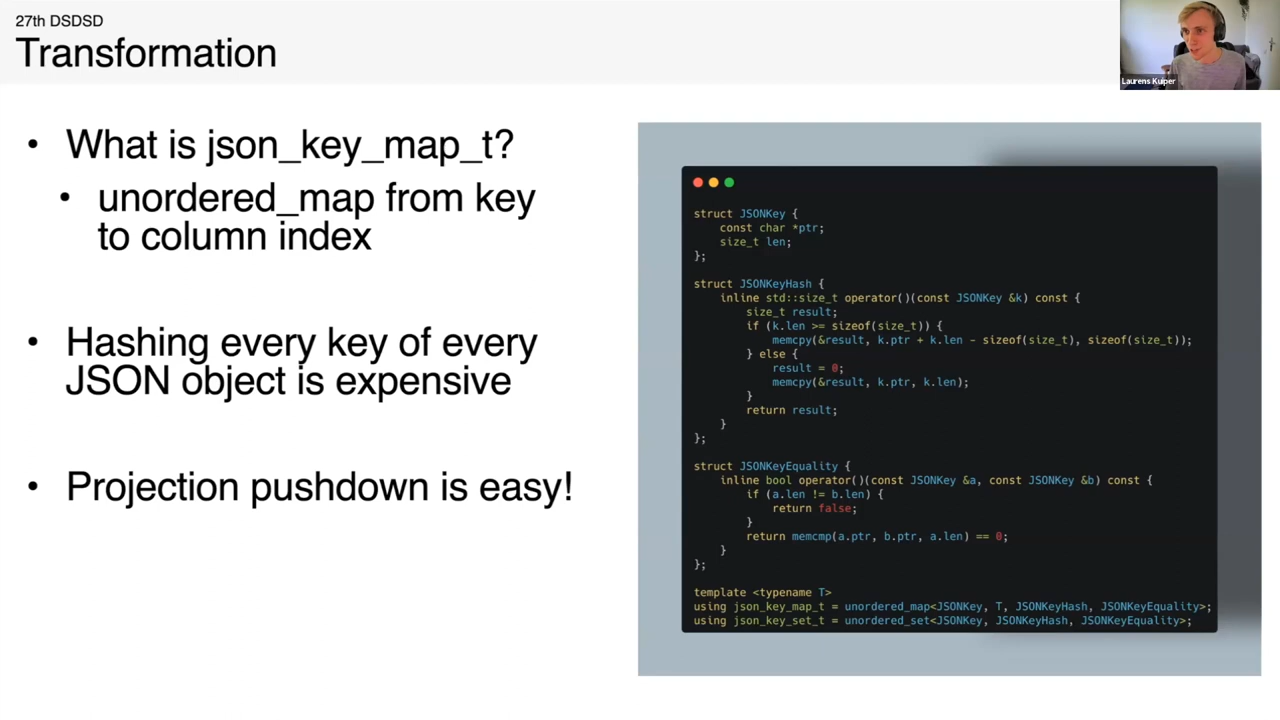 27th DSDSD
Transformation
Laurens Kuiper
• What is json_key_map_t?
• unordered_map from key
to column index
• Hashing every key of every
JSON object is expensive
• Projection pushdown is easy!
struct JSONKey {
    const char *ptr;
    size_t len;
};
struct JSONKeyHash {
    inline std::size_t operator()(const JSONKey &k) const {
        size_t result;
        if (k.len >= sizeof(size_t)) {
            memcpy(&result, k.ptr + k.len - sizeof(size_t), sizeof(size_t));
        } else {
            result = 0;
            memcpy(&result, k.ptr, k.len);
        }
        return result;
    }
};
struct JSONKeyEquality {
    inline bool operator()(const JSONKey &a, const JSONKey &b) const {
        if (a.len != b.len) {
            return false;
        }
        return memcmp(a.ptr, b.ptr, a.len) == 0;
    }
};
template <typename T>
using json_key_map_t = unordered_map<JSONKey, T, JSONKeyHash, JSONKeyEquality>;
using json_key_set_t = unordered_set<JSONKey, JSONKeyHash, JSONKeyEquality>;